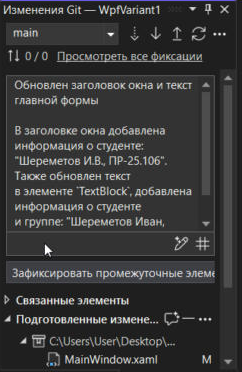 Изменения Git — WpfVariant1
main
0 / 0 Просмотреть все фиксации
Обновлен заголовок окна и текст
главной формы
В заголовке окна добавлена
информация о студенте:
"Шереметов И.В., ПР-25.106".
Также обновлен текст
в элементе `TextBlock`, добавлена
информация о студенте
и группе: "Шереметов Иван,
Зафиксировать промежуточные элеме
Связанные элементы
Подготовленные измене...
C:\Users\User\Desktop\...
MainWindow.xaml M